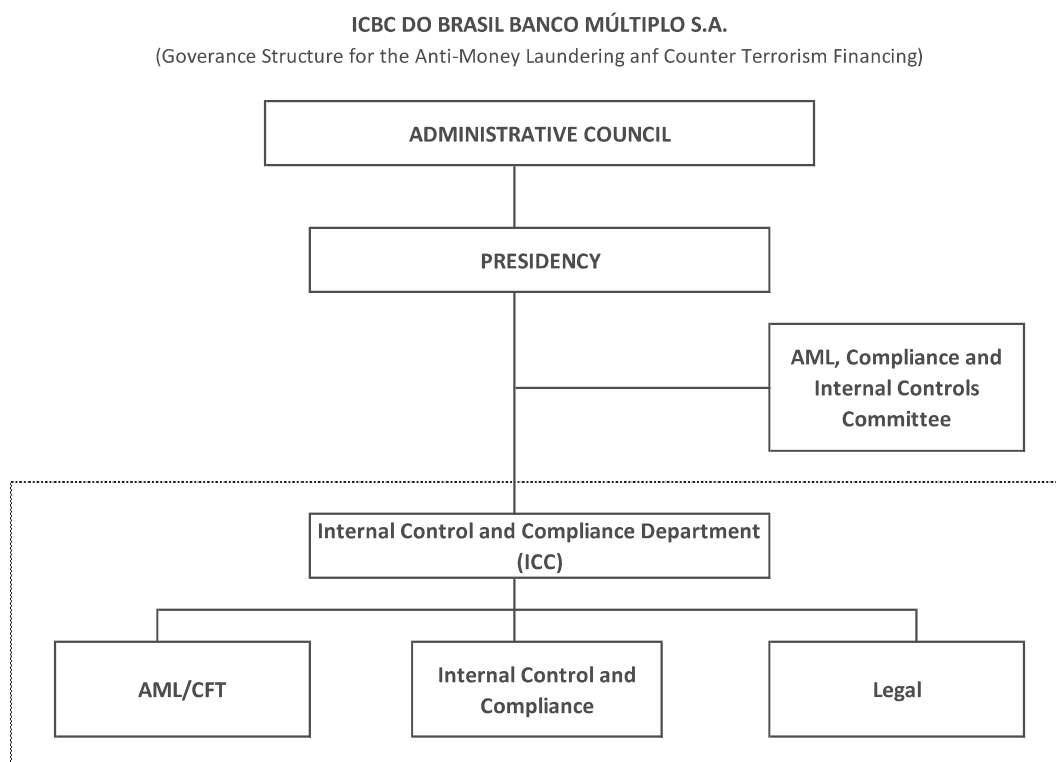 ICBC DO BRASIL BANCO MÚLTIPLO S.A.
(Goverance Structure for the Anti-Money Laundering anf Counter Terrorism Financing)
ADMINISTRATIVE COUNCIL
PRESIDENCY
AML, Compliance and
Internal Controls
Committee
Internal Control and Compliance Department
(ICC)
AML/CFT
Internal Control and
Compliance
Legal